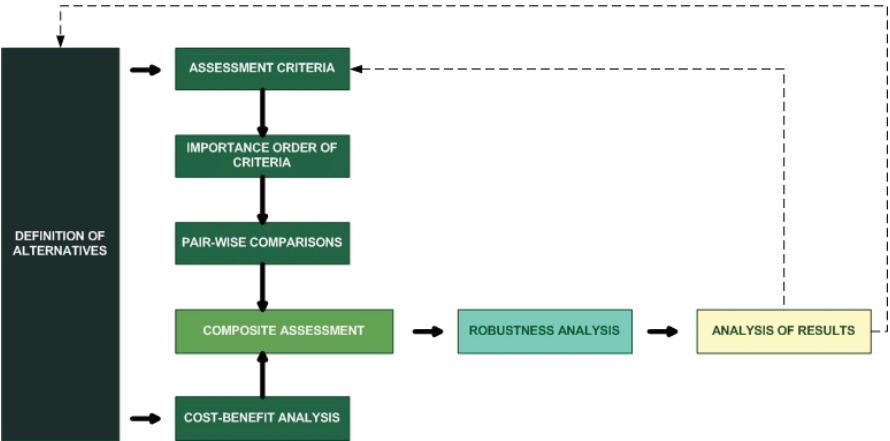 ASSESSMENT CRITERIA
IMPORTANCE ORDER OF
CRITERIA
DEFINITION OF
ALTERNATIVES
PAIR-WISE COMPARISONS
COMPOSITE ASSESSMENT
ROBUSTNESS ANALYSIS
ANALYSIS OF RESULTS
COST-BENEFIT ANALYSIS